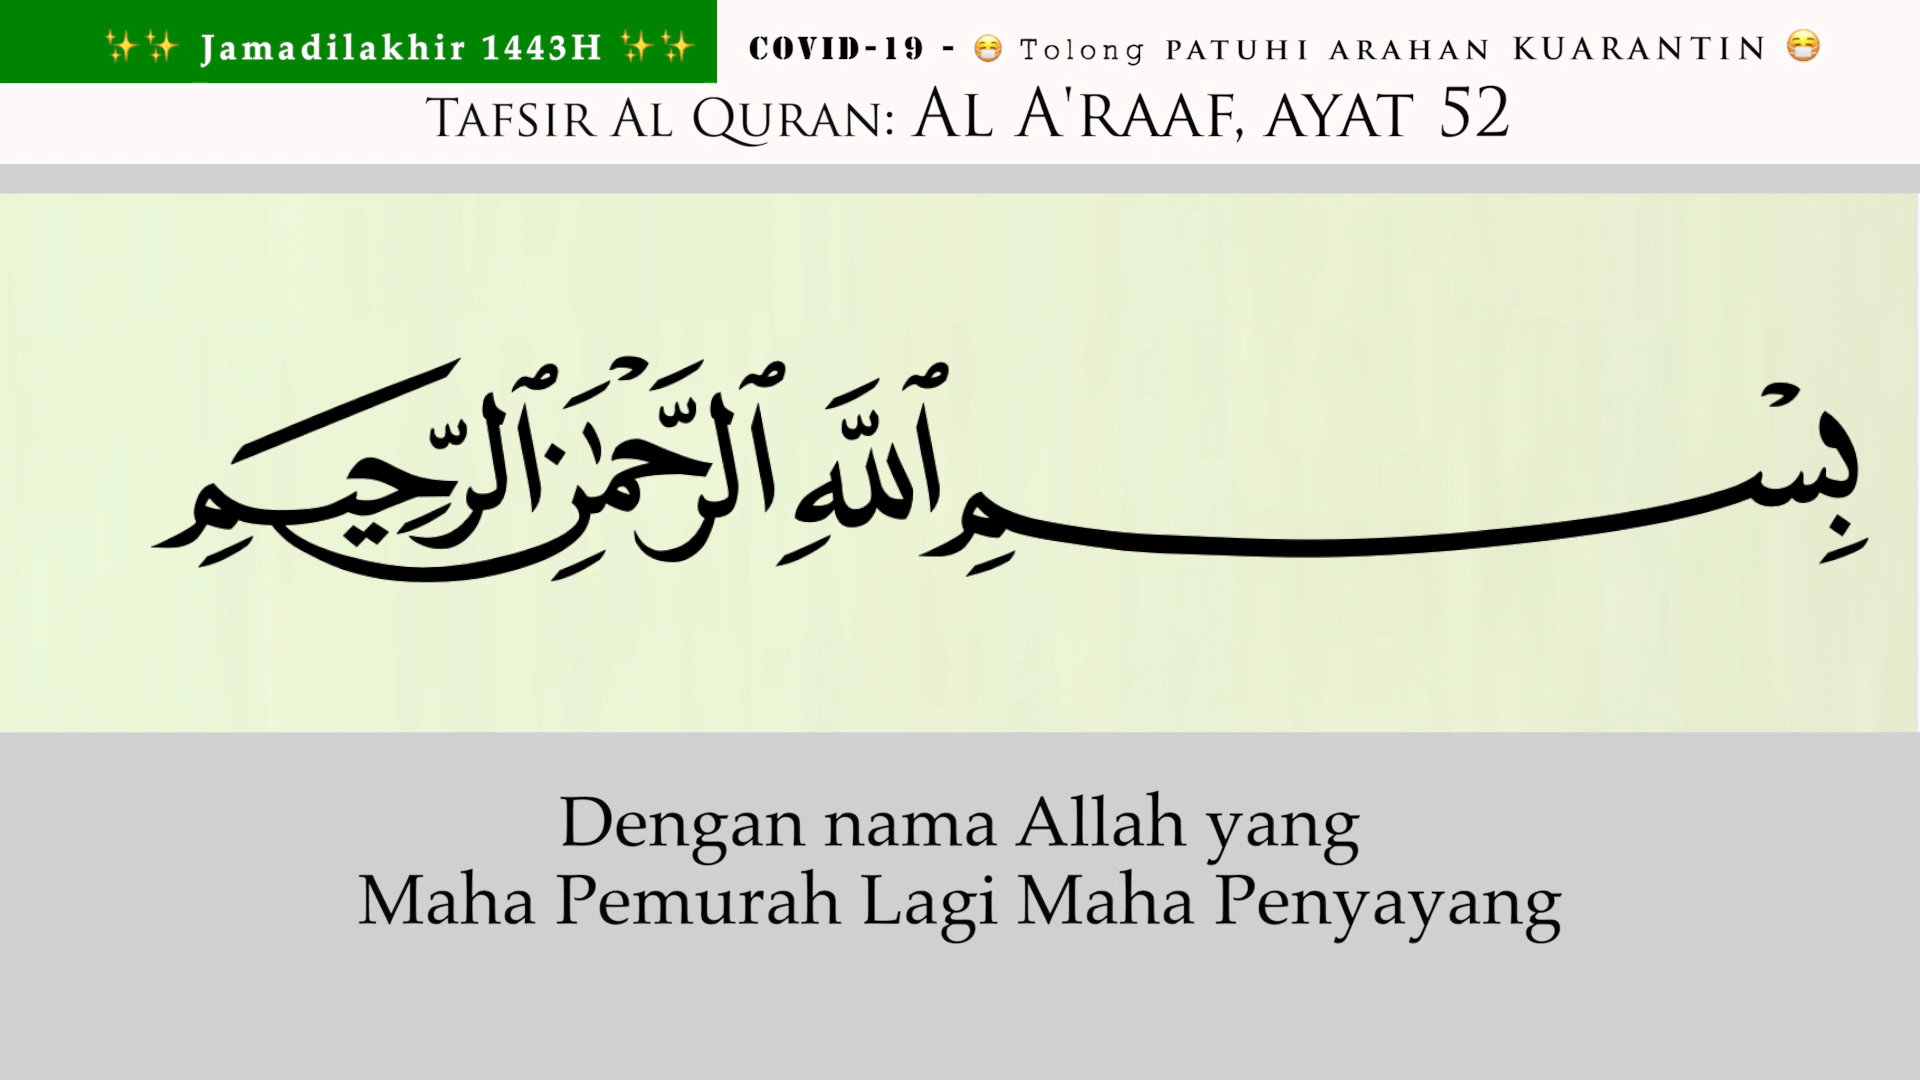 ✨✨ Jamadilakhir 1443H ✨✨
COVID-19 - 😷 Tolong PATUHI ARAHAN KUARANTIN 😷
TAFSIR AL QURAN: AL A'RAAF, AYAT 52
بِسْمِ ٱللَّهِ ٱلرَّحْمَٰنِ ٱلرَّحِيمِ
Dengan nama Allah yang
Maha Pemurah Lagi Maha Penyayang